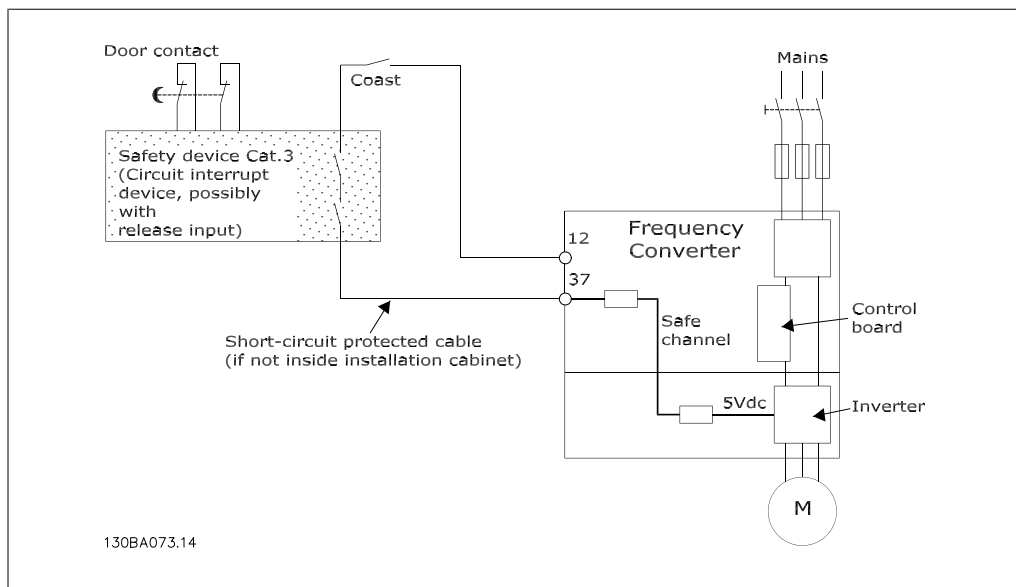 Door contact
Coast
Mains
Safety device Cat.3
(Circuit interrupt
device, possibly
with
release input)
12
Frequency
Converter
37
Safe
channel
Control
board
Short-circuit protected cable
(if not inside installation cabinet)
5Vdc
Inverter
M
130BA073.14